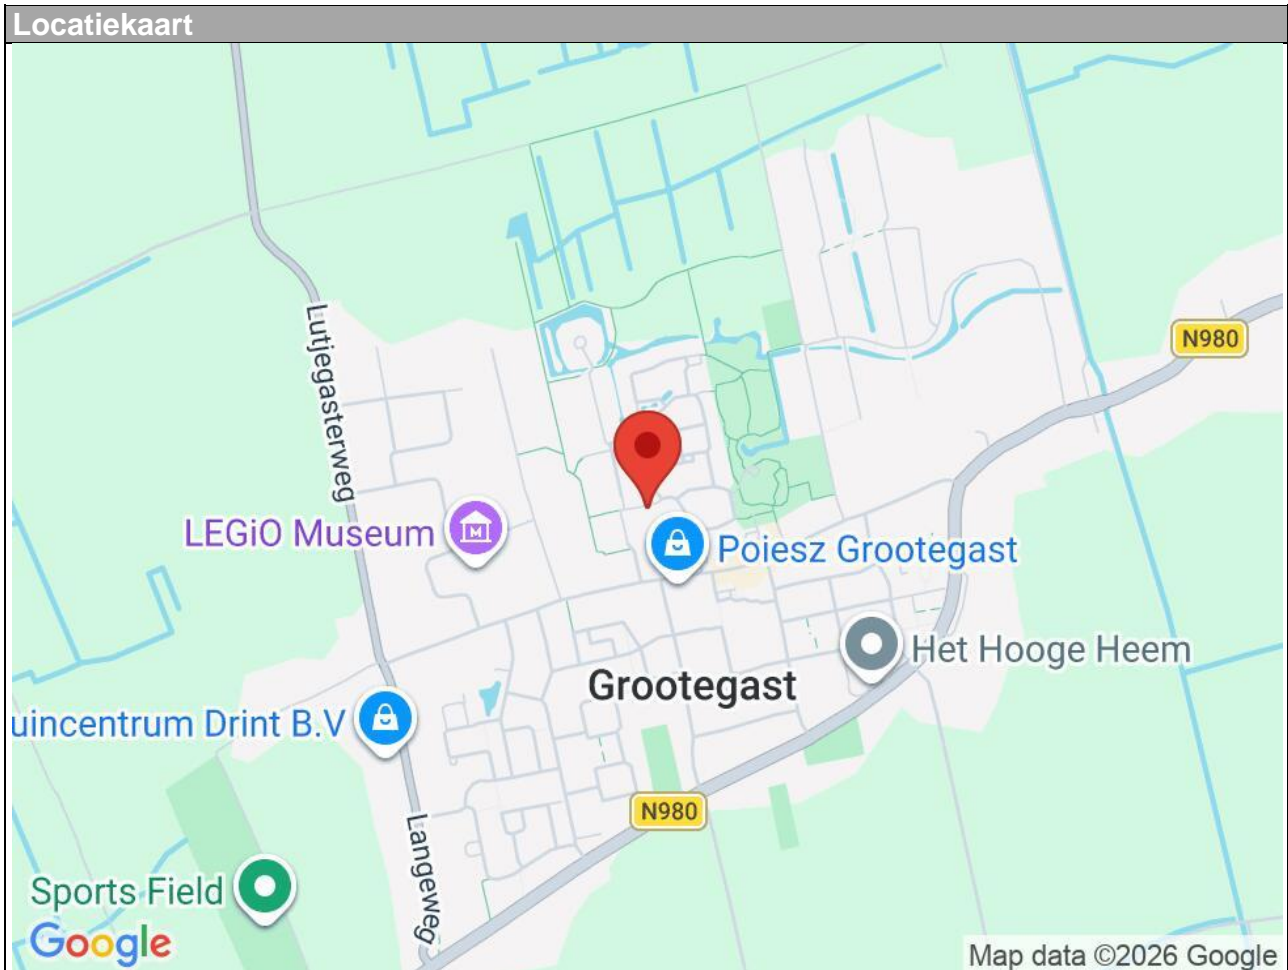 Locatiekaart
N980
Lutjegasterweg
LEGiO Museum
Poiesz Grootegast
Het Hooge Heem
Grootegast
uincentrum Drint B.V
N980
Langeweg
Sports Field
Google
Map data ©2026 Google